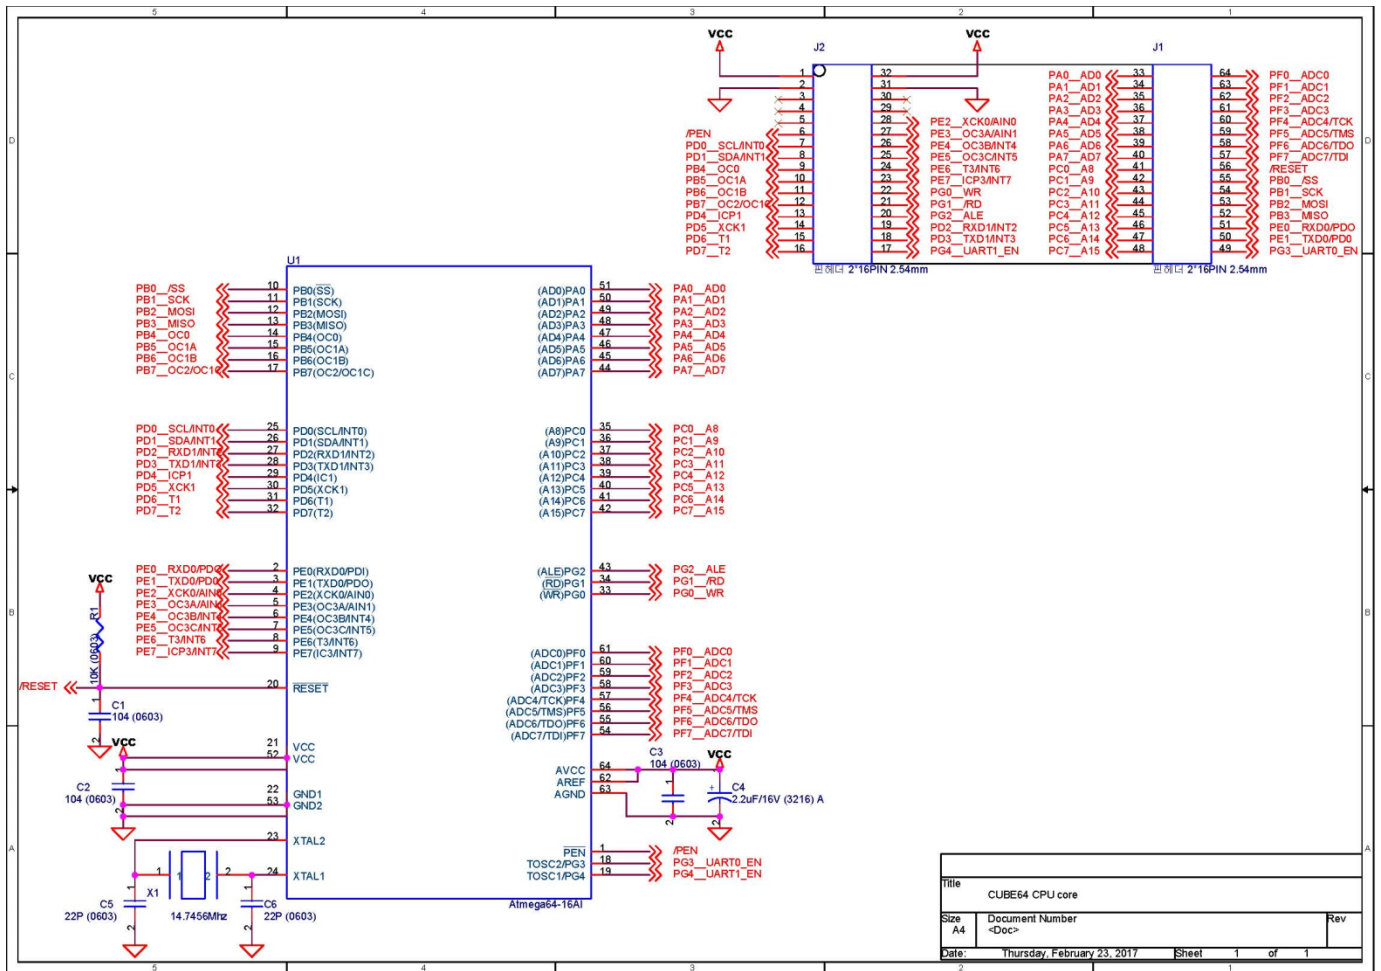 5 4 3 2 1
D
C
B
A
VCC
VCC
J2
J1
1 32
2 31
3 30
4 29
5 28 PE2__XCK0/AIN0
/PEN 6 27 PE3__OC3A/AIN1
PD0__SCL/INT0 7 26 PE4__OC3B/INT4
PD1__SDA/INT1 8 25 PE5__OC3C/INT5
PB4__OC0 9 24 PE6__T3/INT6
PB5__OC1A 10 23 PE7__ICP3/INT7
PB6__OC1B 11 22 PG0__WR
PB7__OC2/OC1C 12 21 PG1__/RD
PD4__ICP1 13 20 PG2__ALE
PD5__XCK1 14 19 PD2__RXD1/INT2
PD6__T1 15 18 PD3__TXD1/INT3
PD7__T2 16 17 PG4__UART1_EN
2*16PIN 2.54mm
PA0__AD0 33 64 PF0__ADC0
PA1__AD1 34 63 PF1__ADC1
PA2__AD2 35 62 PF2__ADC2
PA3__AD3 36 61 PF3__ADC3
PA4__AD4 37 60 PF4__ADC4/TCK
PA5__AD5 38 59 PF5__ADC5/TMS
PA6__AD6 39 58 PF6__ADC6/TDO
PA7__AD7 40 57 PF7__ADC7/TDI
PC0__A8 41 56 /RESET
PC1__A9 42 55 PB0__/SS
PC2__A10 43 54 PB1__SCK
PC3__A11 44 53 PB2__MOSI
PC4__A12 45 52 PB3__MISO
PC5__A13 46 51 PE0__RXD0/PDO
PC6__A14 47 50 PE1__TXD0/PD0
PC7__A15 48 49 PG3__UART0_EN
2*16PIN 2.54mm
U1
PB0__/SS 10 PB0(SS) (AD0)PA0 51 PA0__AD0
PB1__SCK 11 PB1(SCK) (AD1)PA1 50 PA1__AD1
PB2__MOSI 12 PB2(MOSI) (AD2)PA2 49 PA2__AD2
PB3__MISO 13 PB3(MISO) (AD3)PA3 48 PA3__AD3
PB4__OC0 14 PB4(OC0) (AD4)PA4 47 PA4__AD4
PB5__OC1A 15 PB5(OC1A) (AD5)PA5 46 PA5__AD5
PB6__OC1B 16 PB6(OC1B) (AD6)PA6 45 PA6__AD6
PB7__OC2/OC1C 17 PB7(OC2/OC1C) (AD7)PA7 44 PA7__AD7
PD0__SCL/INT0 25 PD0(SCL/INT0) (A8)PC0 35 PC0__A8
PD1__SDA/INT1 26 PD1(SDA/INT1) (A9)PC1 36 PC1__A9
PD2__RXD1/INT2 27 PD2(RXD1/INT2) (A10)PC2 37 PC2__A10
PD3__TXD1/INT3 28 PD3(TXD1/INT3) (A11)PC3 38 PC3__A11
PD4__ICP1 29 PD4(IC1) (A12)PC4 39 PC4__A12
PD5__XCK1 30 PD5(XCK1) (A13)PC5 40 PC5__A13
PD6__T1 31 PD6(T1) (A14)PC6 41 PC6__A14
PD7__T2 32 PD7(T2) (A15)PC7 42 PC7__A15
PE0__RXD0/PDO 2 PE0(RXD0/PDI) (ALE)PG2 43 PG2__ALE
PE1__TXD0/PD0 3 PE1(TXD0/PDO) (RD)PG1 34 PG1__/RD
PE2__XCK0/AIN0 4 PE2(XCK0/AIN0) (WR)PG0 33 PG0__WR
PE3__OC3A/AIN1 5 PE3(OC3A/AIN1)
PE4__OC3B/INT4 6 PE4(OC3B/INT4)
PE5__OC3C/INT5 7 PE5(OC3C/INT5)
PE6__T3/INT6 8 PE6(T3/INT6)
PE7__ICP3/INT7 9 PE7(IC3/INT7)
(ADC0)PF0 61 PF0__ADC0
(ADC1)PF1 60 PF1__ADC1
(ADC2)PF2 59 PF2__ADC2
(ADC3)PF3 58 PF3__ADC3
(ADC4/TCK)PF4 57 PF4__ADC4/TCK
(ADC5/TMS)PF5 56 PF5__ADC5/TMS
(ADC6/TDO)PF6 55 PF6__ADC6/TDO
(ADC7/TDI)PF7 54 PF7__ADC7/TDI
VCC
R1
10K (0603)
/RESET 20 RESET
1
C1
104 (0603)
2
VCC
21 VCC
52 VCC
1
C2
104 (0603)
2
22 GND1
53 GND2
AVCC 64
AREF 62
AGND 63
C3
104 (0603)
1
2
VCC
+
C4
2.2uF/16V (3216) A
2
23 XTAL2
24 XTAL1
1 1 2 2
X1
14.7456Mhz
1
C5
22P (0603)
2
1
C6
22P (0603)
2
PEN 1 /PEN
TOSC2/PG3 18 PG3__UART0_EN
TOSC1/PG4 19 PG4__UART1_EN
Atmega64-16AI
Title
CUBE64 CPU core
Size
A4
Document Number
<Doc>
Rev
Date: Thursday, February 23, 2017 Sheet 1 of 1
5 4 3 2 1
D
C
B
A